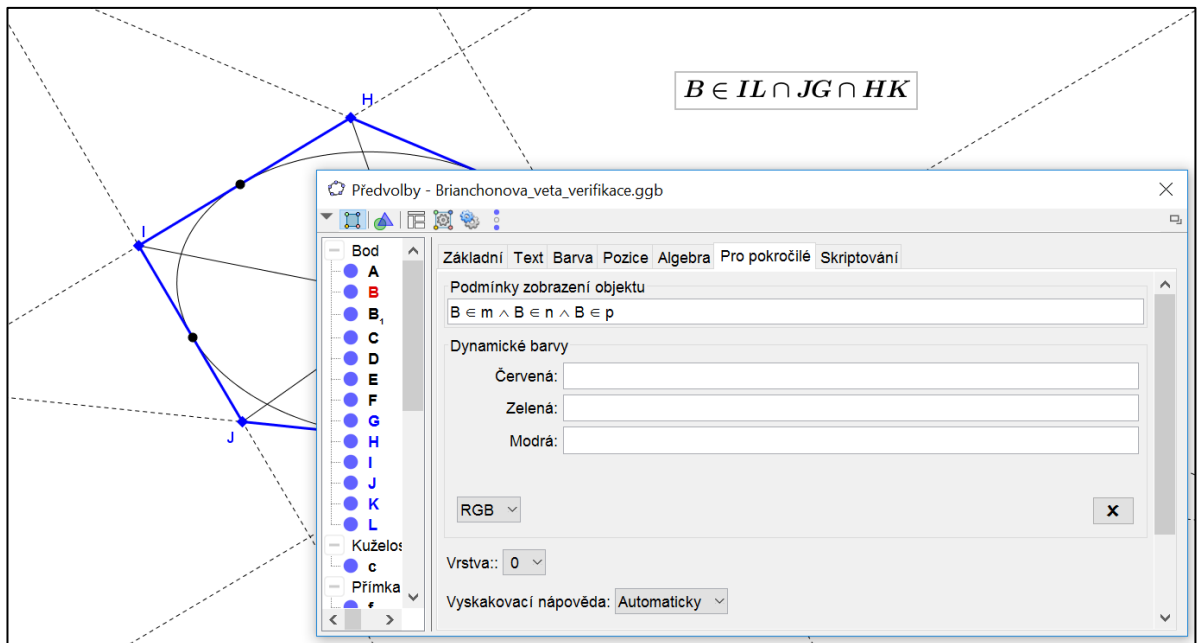 H
B ∈ IL ∩ JG ∩ HK
I
J
Předvolby - Brianchonova_veta_verifikace.ggb
Bod
A
B
B₁
C
D
E
F
G
H
I
J
K
L
Kuželos
c
Přímka
f
Základní Text Barva Pozice Algebra Pro pokročilé Skriptování
Podmínky zobrazení objektu
B ∈ m ∧ B ∈ n ∧ B ∈ p
Dynamické barvy
Červená:
Zelená:
Modrá:
RGB
x
Vrstva:: 0
Vyskakovací nápověda: Automaticky